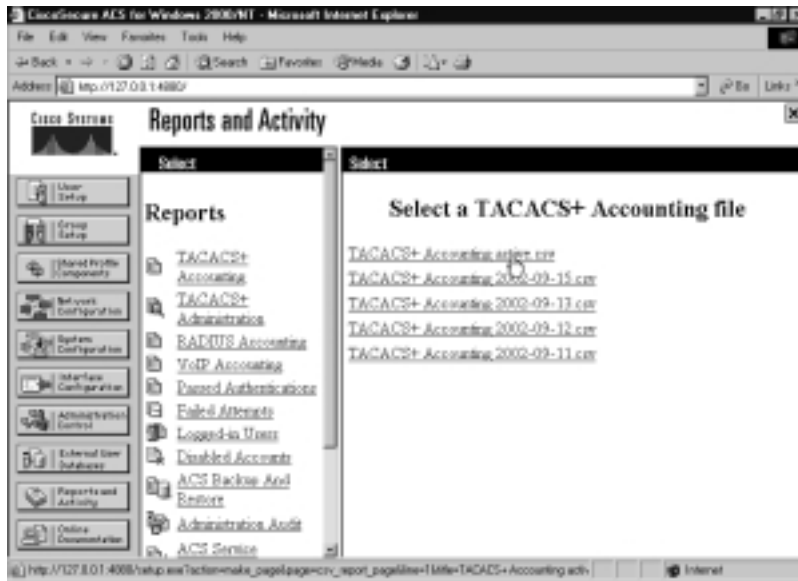 CiscoSecure ACS for Windows 2000/NT - Microsoft Internet Explorer
File Edit View Favorites Tools Help
Back Search Favorites Media
Address http://127.0.0.1:4080/ Go Links
Cisco Systems
Reports and Activity
User Setup
Group Setup
Shared Profile Components
Network Configuration
System Configuration
Interface Configuration
Administration Control
External User Databases
Reports and Activity
Online Documentation
Select
Reports
TACACS+
Accounting
TACACS+
Administration
RADIUS Accounting
VoIP Accounting
Passed Authentications
Failed Attempts
Logged-in Users
Disabled Accounts
ACS Backup And
Restore
Administration Audit
ACS Service
Select
Select a TACACS+ Accounting file
TACACS+ Accounting active.csv
TACACS+ Accounting 2002-09-15.csv
TACACS+ Accounting 2002-09-13.csv
TACACS+ Accounting 2002-09-12.csv
TACACS+ Accounting 2002-09-11.csv
Internet